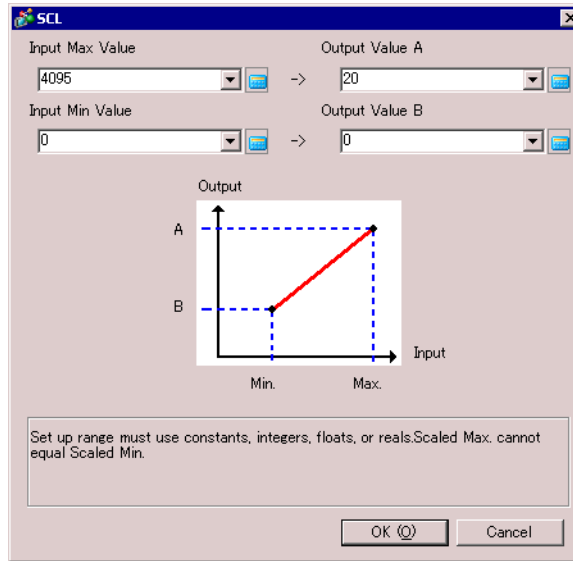 SCL
Input Max Value
Output Value A
4095
->
20
Input Min Value
Output Value B
0
->
0
Output
A
B
Input
Min.
Max.
Set up range must use constants, integers, floats, or reals.Scaled Max. cannot
equal Scaled Min.
OK (O)
Cancel